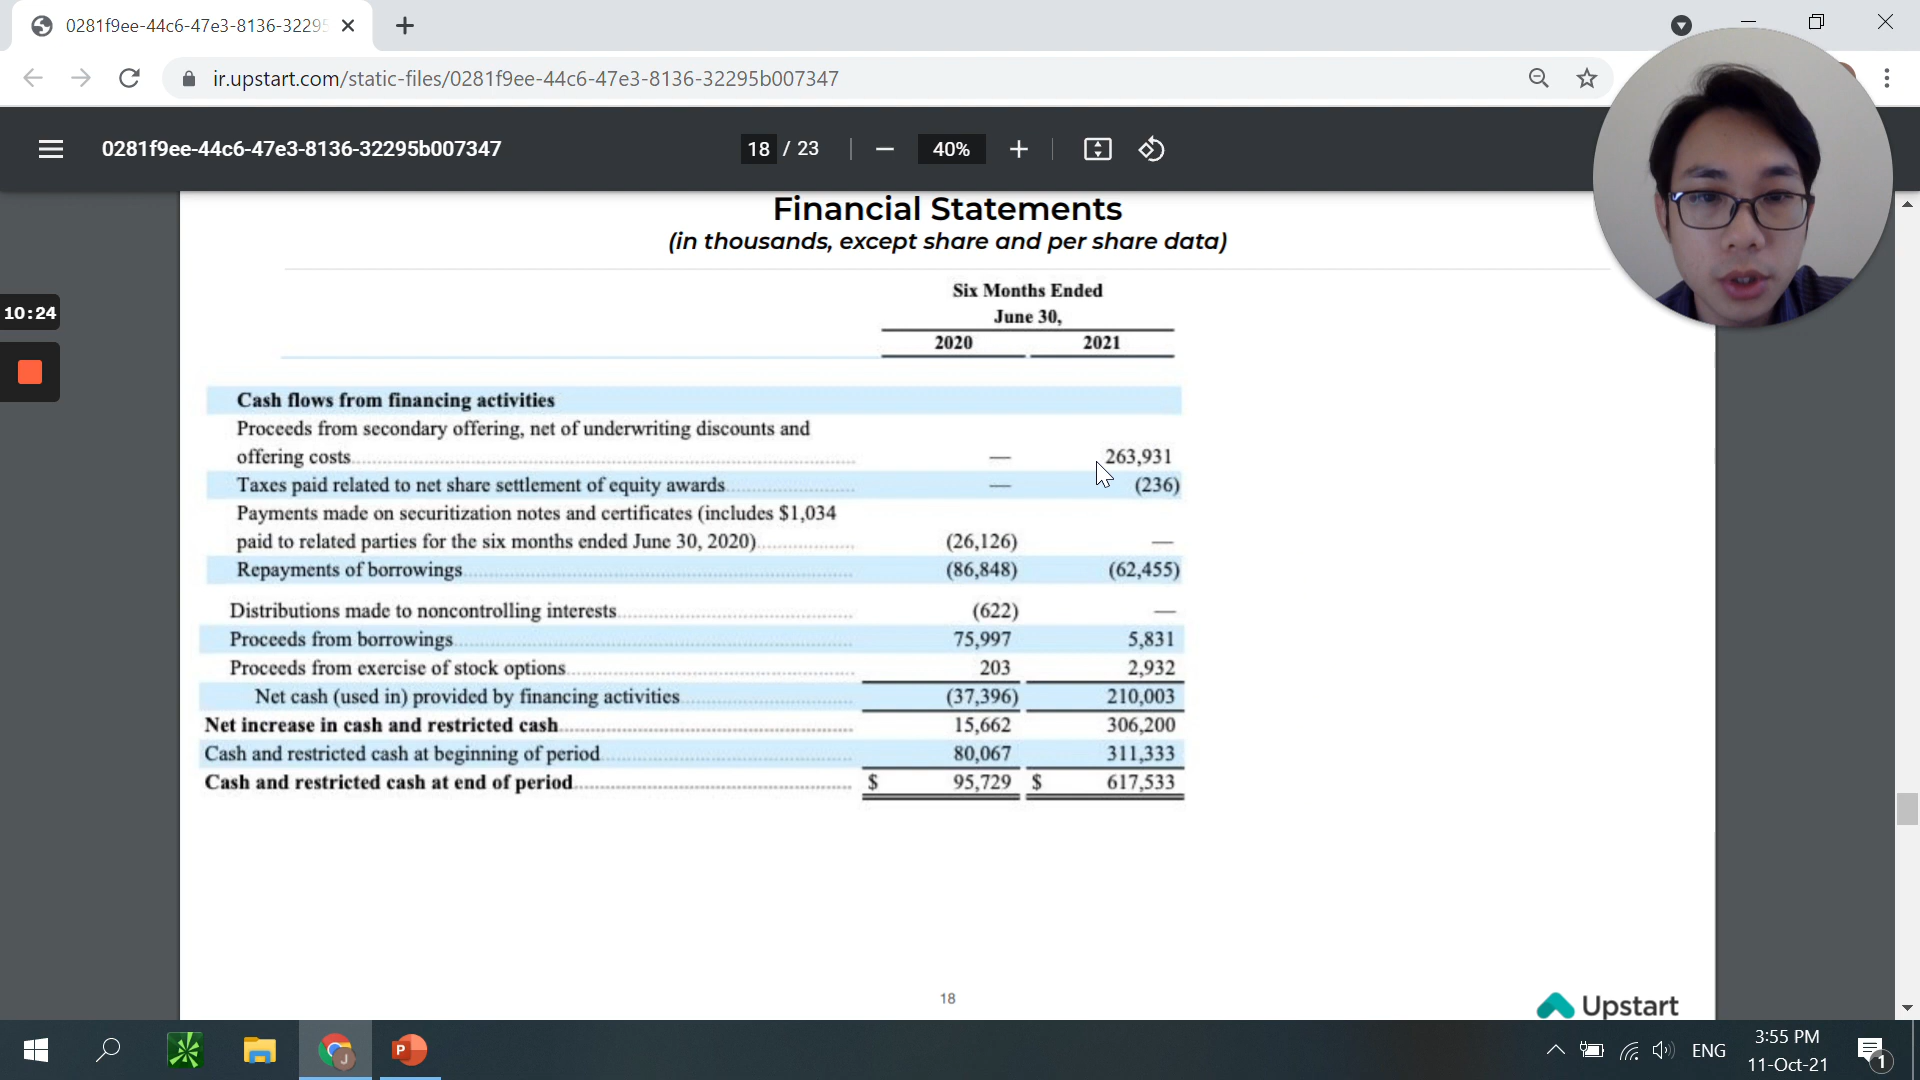 0281f9ee-44c6-47e3-8136-3229
ir.upstart.com/static-files/0281f9ee-44c6-47e3-8136-32295b007347
0281f9ee-44c6-47e3-8136-32295b007347
18 / 23
40%
Financial Statements
(in thousands, except share and per share data)
10:24
Six Months Ended
June 30,
2020 2021
Cash flows from financing activities
Proceeds from secondary offering, net of underwriting discounts and
offering costs — 263,931
Taxes paid related to net share settlement of equity awards — (236)
Payments made on securitization notes and certificates (includes $1,034
paid to related parties for the six months ended June 30, 2020) (26,126) —
Repayments of borrowings (86,848) (62,455)
Distributions made to noncontrolling interests (622) —
Proceeds from borrowings 75,997 5,831
Proceeds from exercise of stock options 203 2,932
Net cash (used in) provided by financing activities (37,396) 210,003
Net increase in cash and restricted cash 15,662 306,200
Cash and restricted cash at beginning of period 80,067 311,333
Cash and restricted cash at end of period $ 95,729 $ 617,533
18
Upstart
J
P
ENG
3:55 PM
11-Oct-21
1